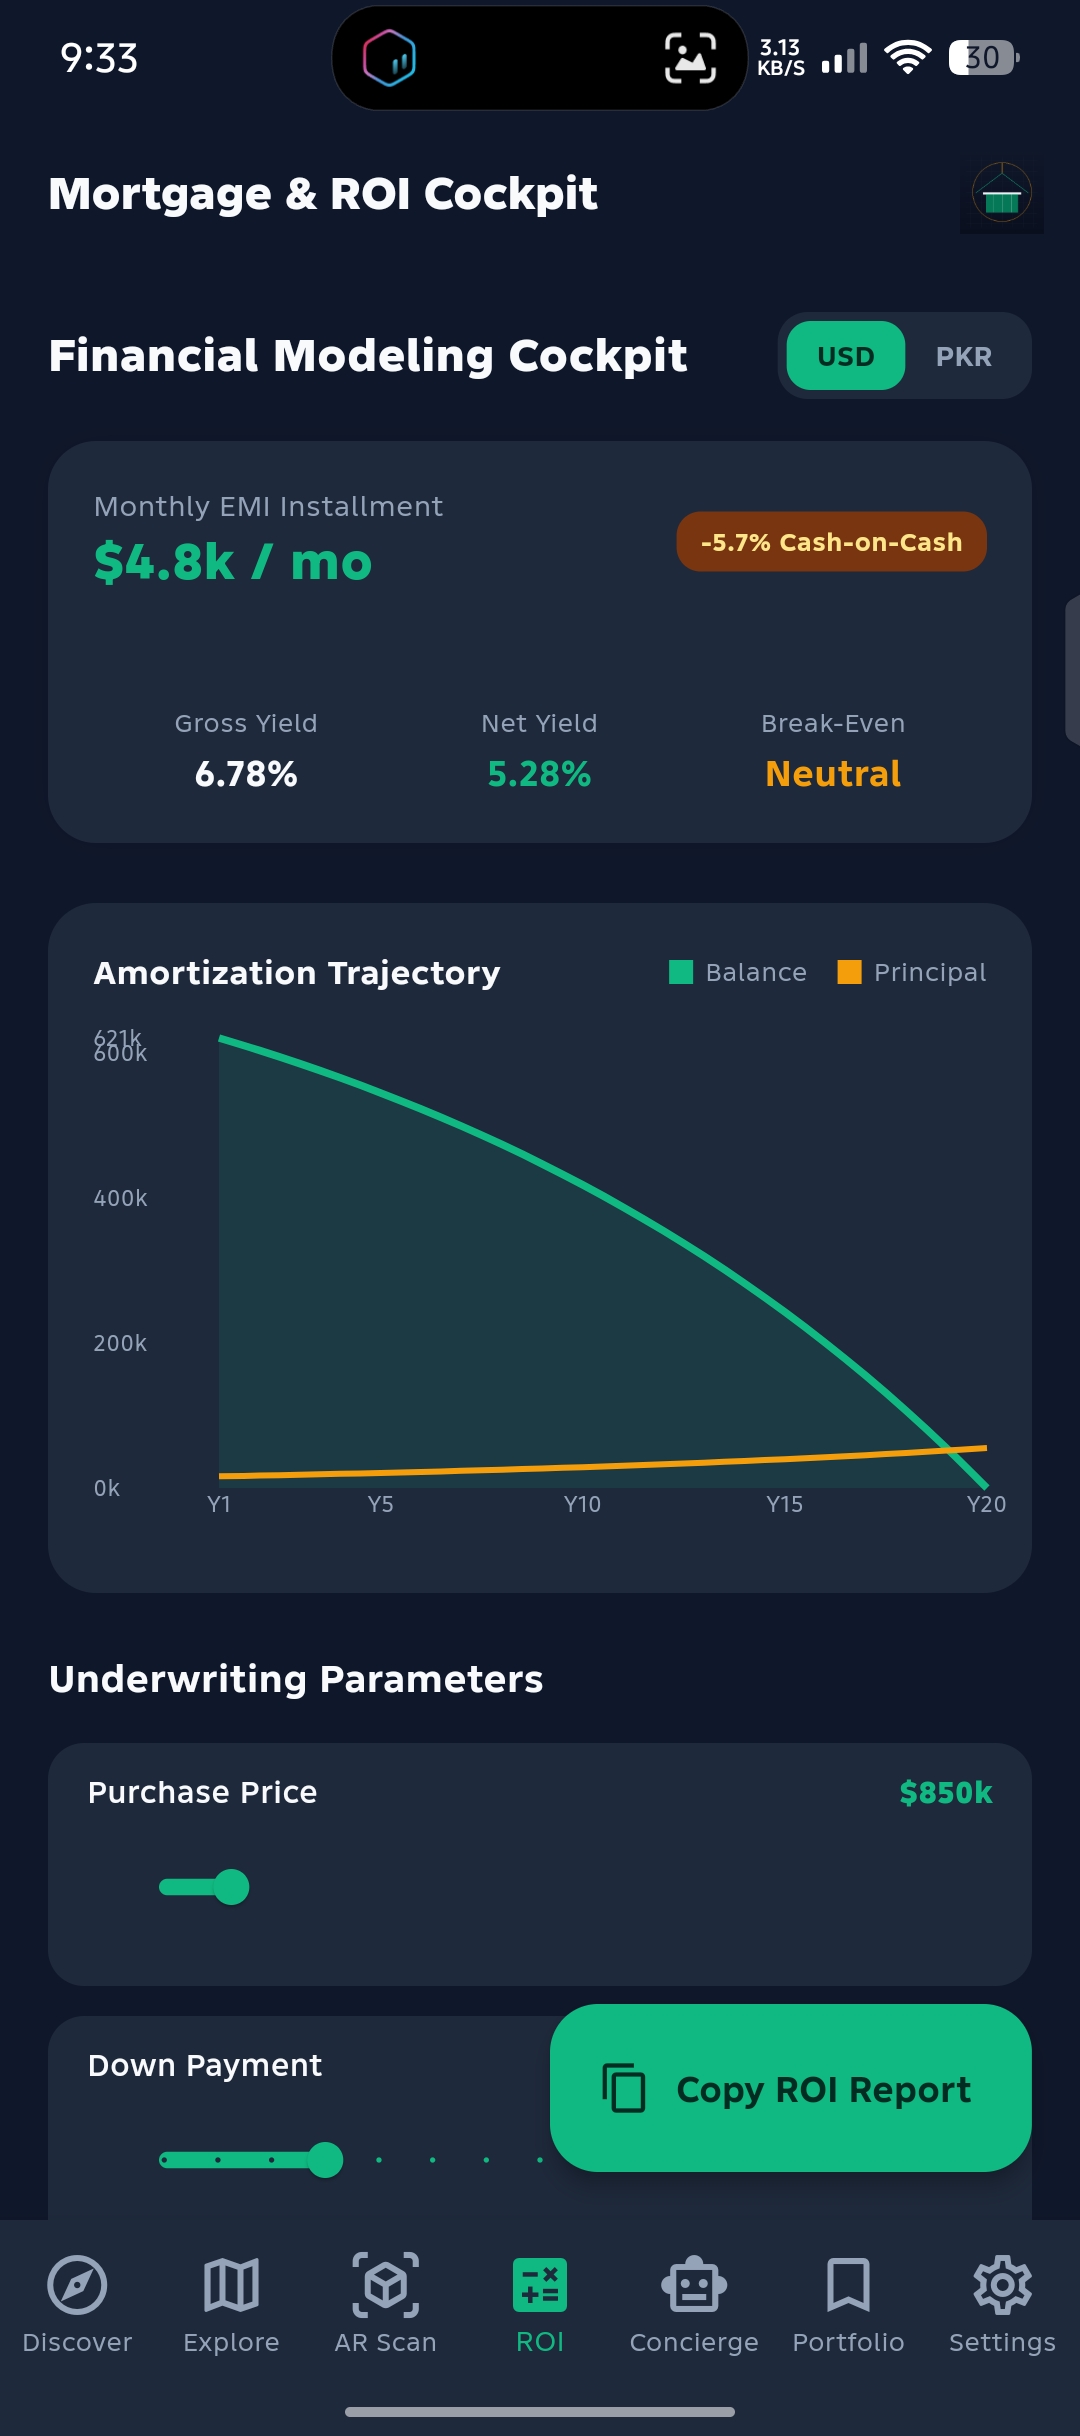 9:33
3.13
KB/S
30
Mortgage & ROI Cockpit
Financial Modeling Cockpit
USD
PKR
Monthly EMI Installment
$4.8k / mo
-5.7% Cash-on-Cash
Gross Yield
Net Yield
Break-Even
6.78%
5.28%
Neutral
Amortization Trajectory
Balance
Principal
621k
600k
400k
200k
0k
Y1
Y5
Y10
Y15
Y20
Underwriting Parameters
Purchase Price
$850k
Down Payment
Copy ROI Report
Discover
Explore
AR Scan
ROI
Concierge
Portfolio
Settings